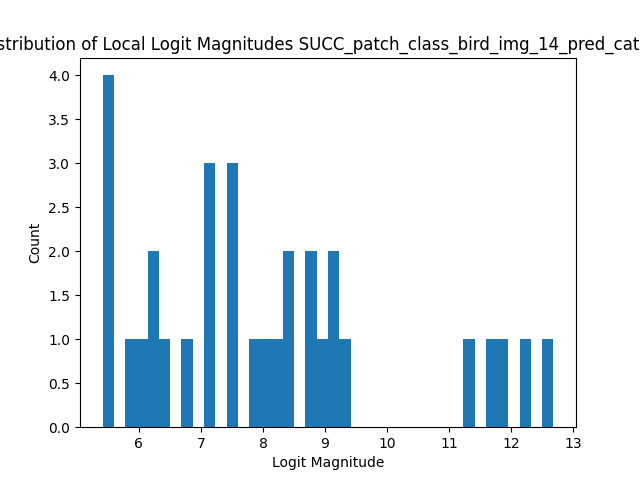 stribution of Local Logit Magnitudes SUCC_patch_class_bird_img_14_pred_cat
4.0
3.5
3.0
2.5
2.0
1.5
1.0
0.5
0.0
Count
6 7 8 9 10 11 12 13
Logit Magnitude